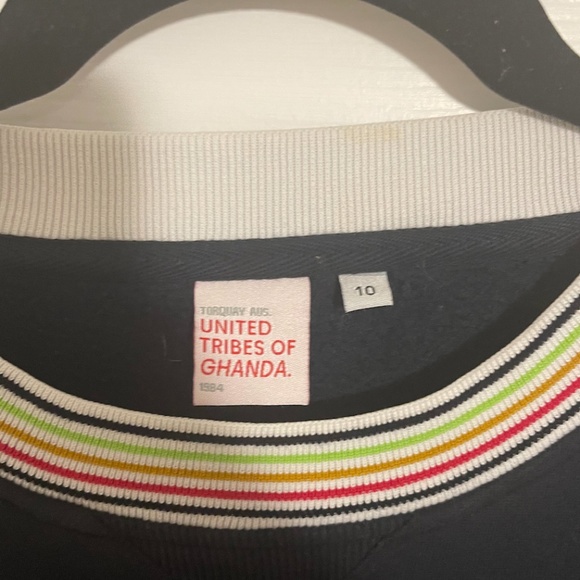 TORQUAY AUS.
UNITED
TRIBES OF
GHANDA.
1984
10